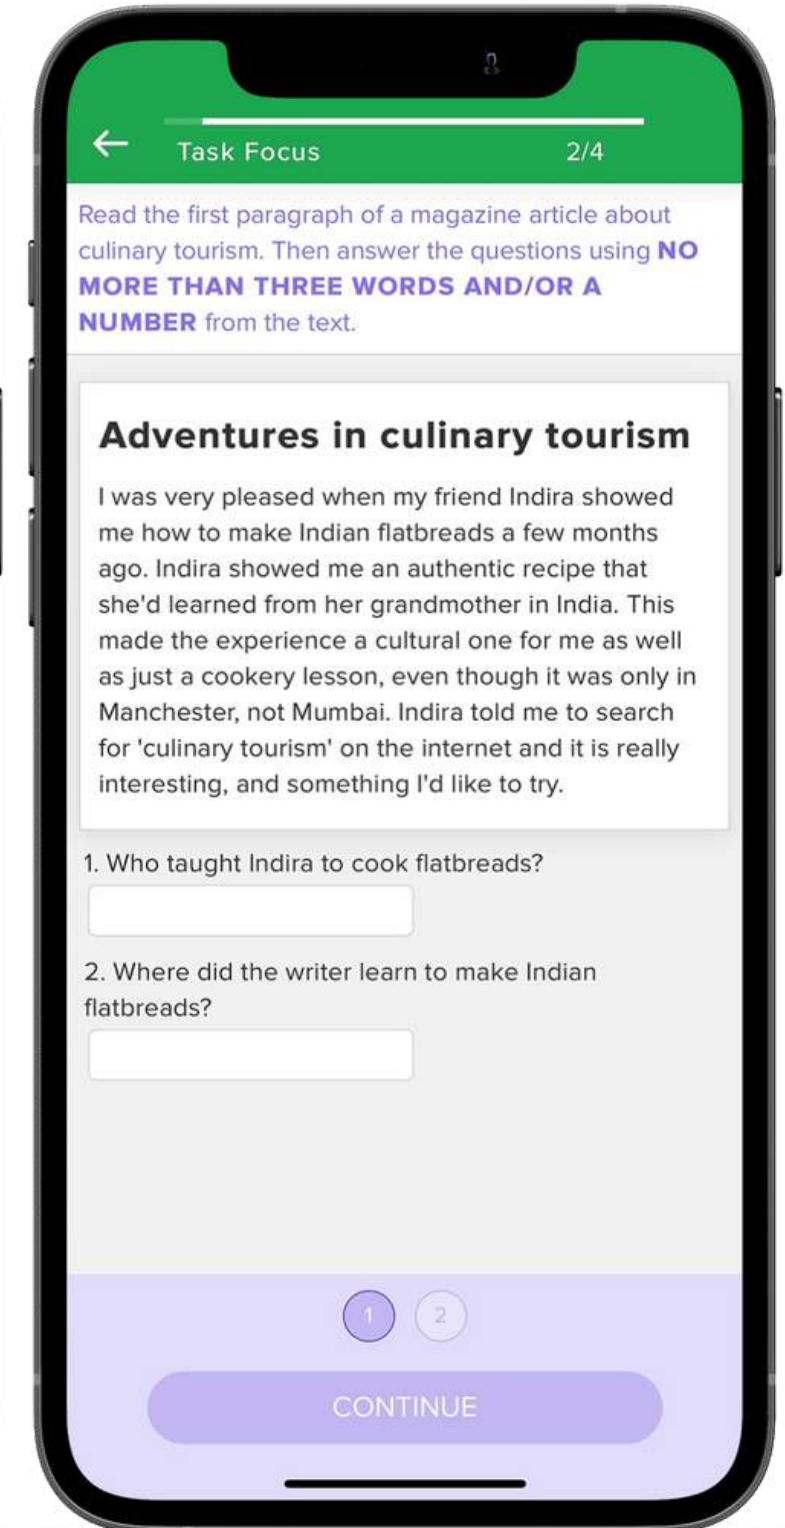 Task Focus 2/4
Read the first paragraph of a magazine article about
culinary tourism. Then answer the questions using NO
MORE THAN THREE WORDS AND/OR A
NUMBER from the text.
Adventures in culinary tourism
I was very pleased when my friend Indira showed
me how to make Indian flatbreads a few months
ago. Indira showed me an authentic recipe that
she'd learned from her grandmother in India. This
made the experience a cultural one for me as well
as just a cookery lesson, even though it was only in
Manchester, not Mumbai. Indira told me to search
for 'culinary tourism' on the internet and it is really
interesting, and something I'd like to try.
1. Who taught Indira to cook flatbreads?
2. Where did the writer learn to make Indian
flatbreads?
1 2
CONTINUE